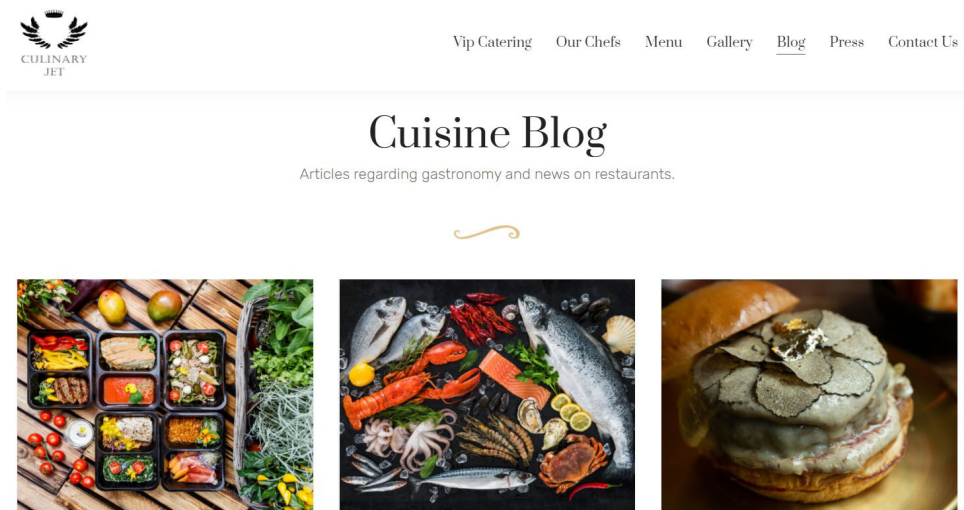 CULINARY
JET
Vip Catering Our Chefs Menu Gallery Blog Press Contact Us
Cuisine Blog
Articles regarding gastronomy and news on restaurants.